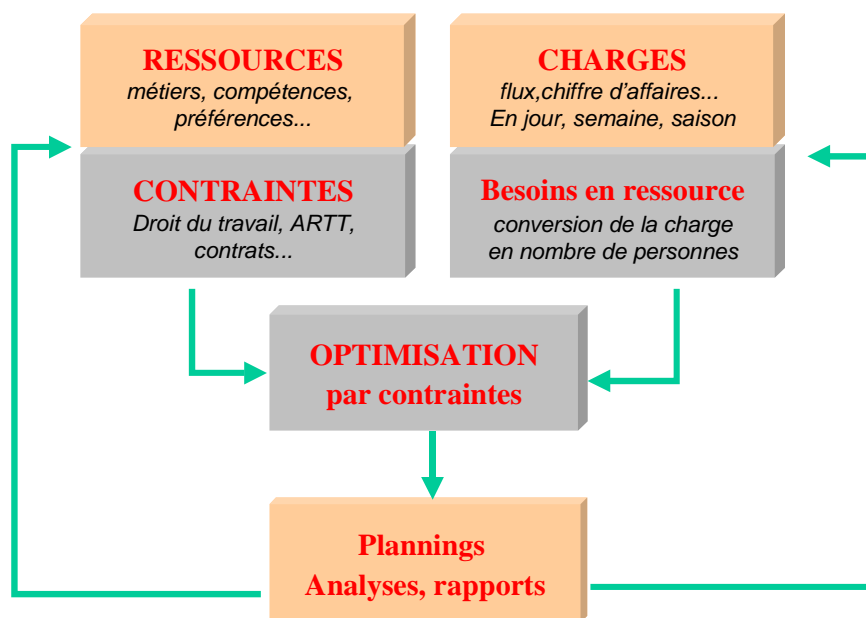 RESSOURCES
métiers, compétences,
préférences...
CONTRAINTES
Droit du travail, ARTT,
contrats...
CHARGES
flux,chiffre d'affaires...
En jour, semaine, saison
Besoins en ressource
conversion de la charge
en nombre de personnes
OPTIMISATION
par contraintes
Plannings
Analyses, rapports